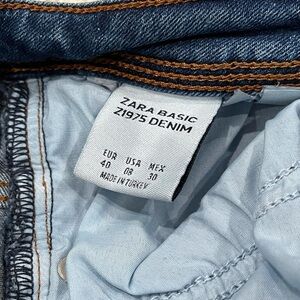 ZARA BASIC
Z1975 DENIM
EUR USA MEX
40 08 30
MADE IN TURKEY